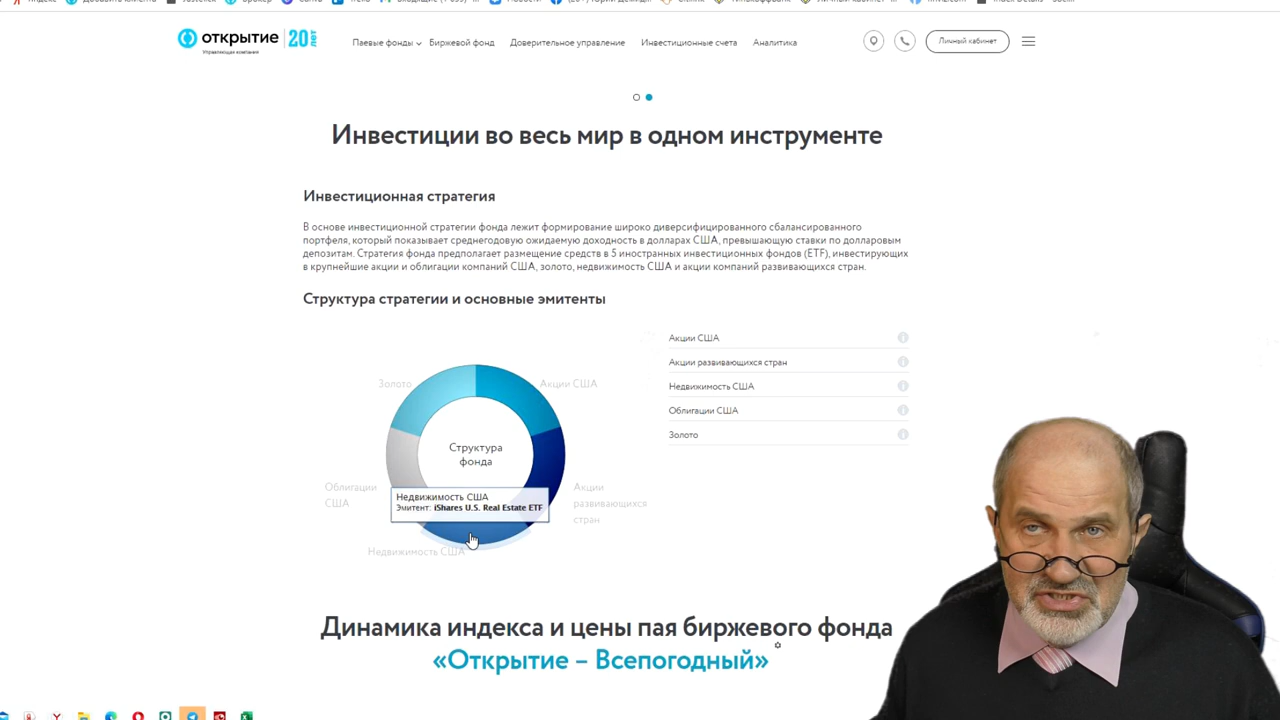 открытие 20 лет
Управляющая компания
Паевые фонды
Биржевой фонд
Доверительное управление
Инвестиционные счета
Аналитика
Личный кабинет
Инвестиции во весь мир в одном инструменте
Инвестиционная стратегия
В основе инвестиционной стратегии фонда лежит формирование широко диверсифицированного сбалансированного
портфеля, который показывает среднегодовую ожидаемую доходность в долларах США, превышающую ставки по долларовым
депозитам. Стратегия фонда предполагает размещение средств в 5 иностранных инвестиционных фондов (ETF), инвестирующих
в крупнейшие акции и облигации компаний США, золото, недвижимость США и акции компаний развивающихся стран.
Структура стратегии и основные эмитенты
Золото
Акции США
Структура
фонда
Облигации
США
Акции
развивающихся
стран
Недвижимость США
Эмитент: iShares U.S. Real Estate ETF
Недвижимость США
Акции США
Акции развивающихся стран
Недвижимость США
Облигации США
Золото
Динамика индекса и цены пая биржевого фонда
«Открытие – Всепогодный»